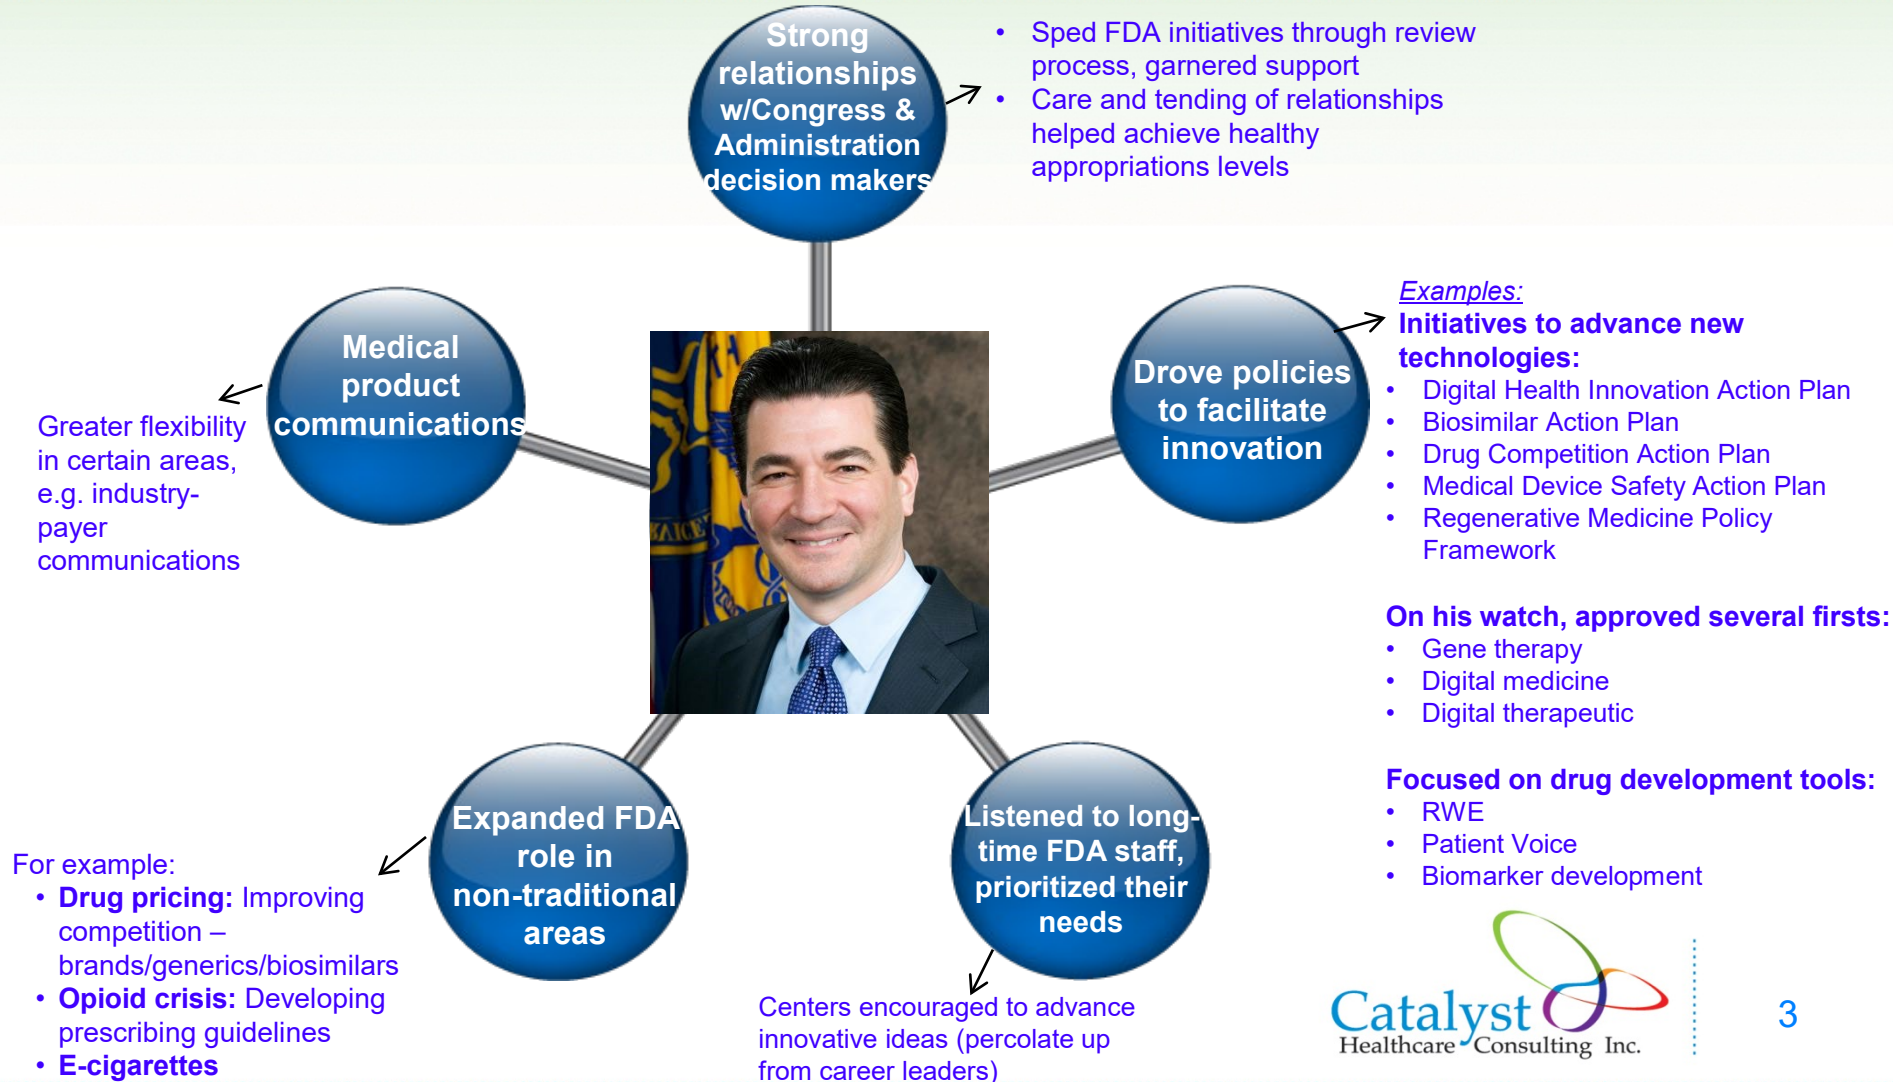 Strong
relationships
w/Congress &
Administration
decision makers
• Sped FDA initiatives through review
process, garnered support
• Care and tending of relationships
helped achieve healthy
appropriations levels
Medical
product
communications
Greater flexibility
in certain areas,
e.g. industry-
payer
communications
Drove policies
to facilitate
innovation
Examples:
Initiatives to advance new
technologies:
• Digital Health Innovation Action Plan
• Biosimilar Action Plan
• Drug Competition Action Plan
• Medical Device Safety Action Plan
• Regenerative Medicine Policy
Framework
On his watch, approved several firsts:
• Gene therapy
• Digital medicine
• Digital therapeutic
Focused on drug development tools:
• RWE
• Patient Voice
• Biomarker development
Expanded FDA
role in
non-traditional
areas
For example:
• Drug pricing: Improving
competition –
brands/generics/biosimilars
• Opioid crisis: Developing
prescribing guidelines
• E-cigarettes
Listened to long-
time FDA staff,
prioritized their
needs
Centers encouraged to advance
innovative ideas (percolate up
from career leaders)
Catalyst
Healthcare Consulting Inc.
3